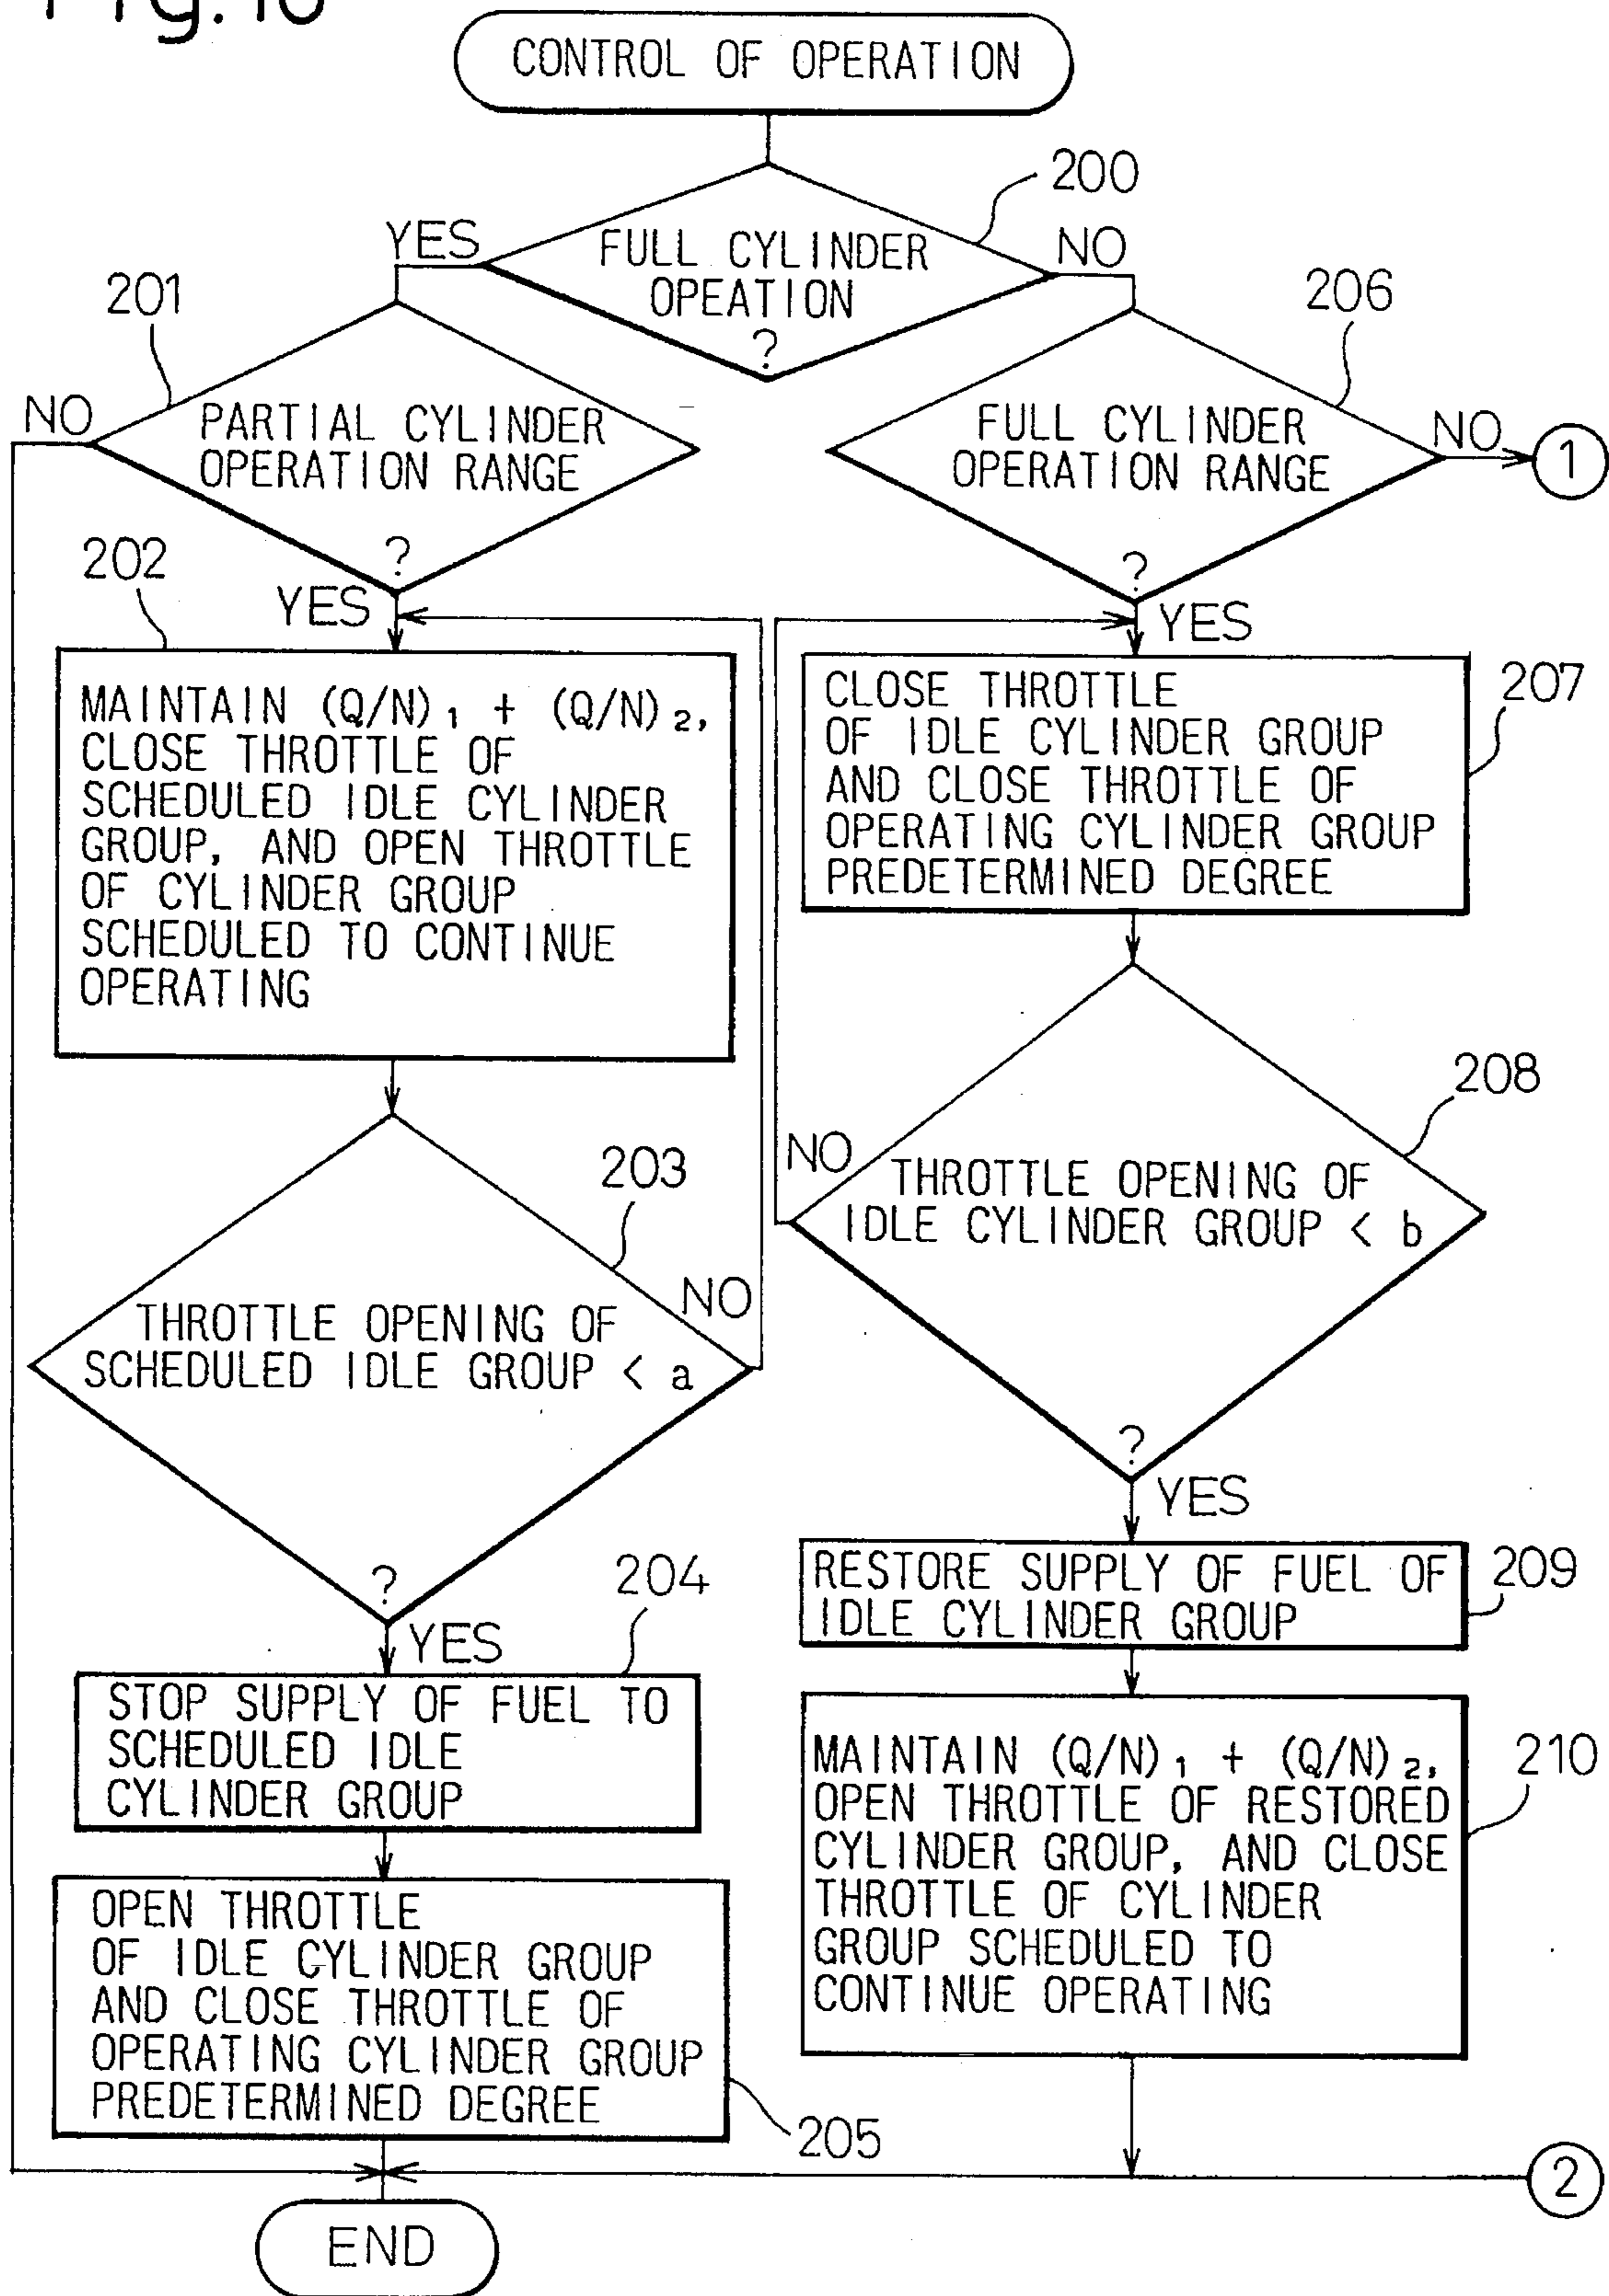 CONTROL OF OPERATION
200
YES
FULL CYLINDER
OPEATION
?
NO
201
206
NO
PARTIAL CYLINDER
OPERATION RANGE
?
FULL CYLINDER
OPERATION RANGE
?
NO
1
202
YES
YES
MAINTAIN (Q/N)₁ + (Q/N)₂,
CLOSE THROTTLE OF
SCHEDULED IDLE CYLINDER
GROUP, AND OPEN THROTTLE
OF CYLINDER GROUP
SCHEDULED TO CONTINUE
OPERATING
CLOSE THROTTLE
OF IDLE CYLINDER GROUP
AND CLOSE THROTTLE OF
OPERATING CYLINDER GROUP
PREDETERMINED DEGREE
207
208
203
NO
THROTTLE OPENING OF
IDLE CYLINDER GROUP < b
?
NO
THROTTLE OPENING OF
SCHEDULED IDLE GROUP < a
?
YES
204
YES
RESTORE SUPPLY OF FUEL OF
IDLE CYLINDER GROUP
209
STOP SUPPLY OF FUEL TO
SCHEDULED IDLE
CYLINDER GROUP
MAINTAIN (Q/N)₁ + (Q/N)₂,
OPEN THROTTLE OF RESTORED
CYLINDER GROUP, AND CLOSE
THROTTLE OF CYLINDER
GROUP SCHEDULED TO
CONTINUE OPERATING
210
OPEN THROTTLE
OF IDLE CYLINDER GROUP
AND CLOSE THROTTLE OF
OPERATING CYLINDER GROUP
PREDETERMINED DEGREE
205
2
END